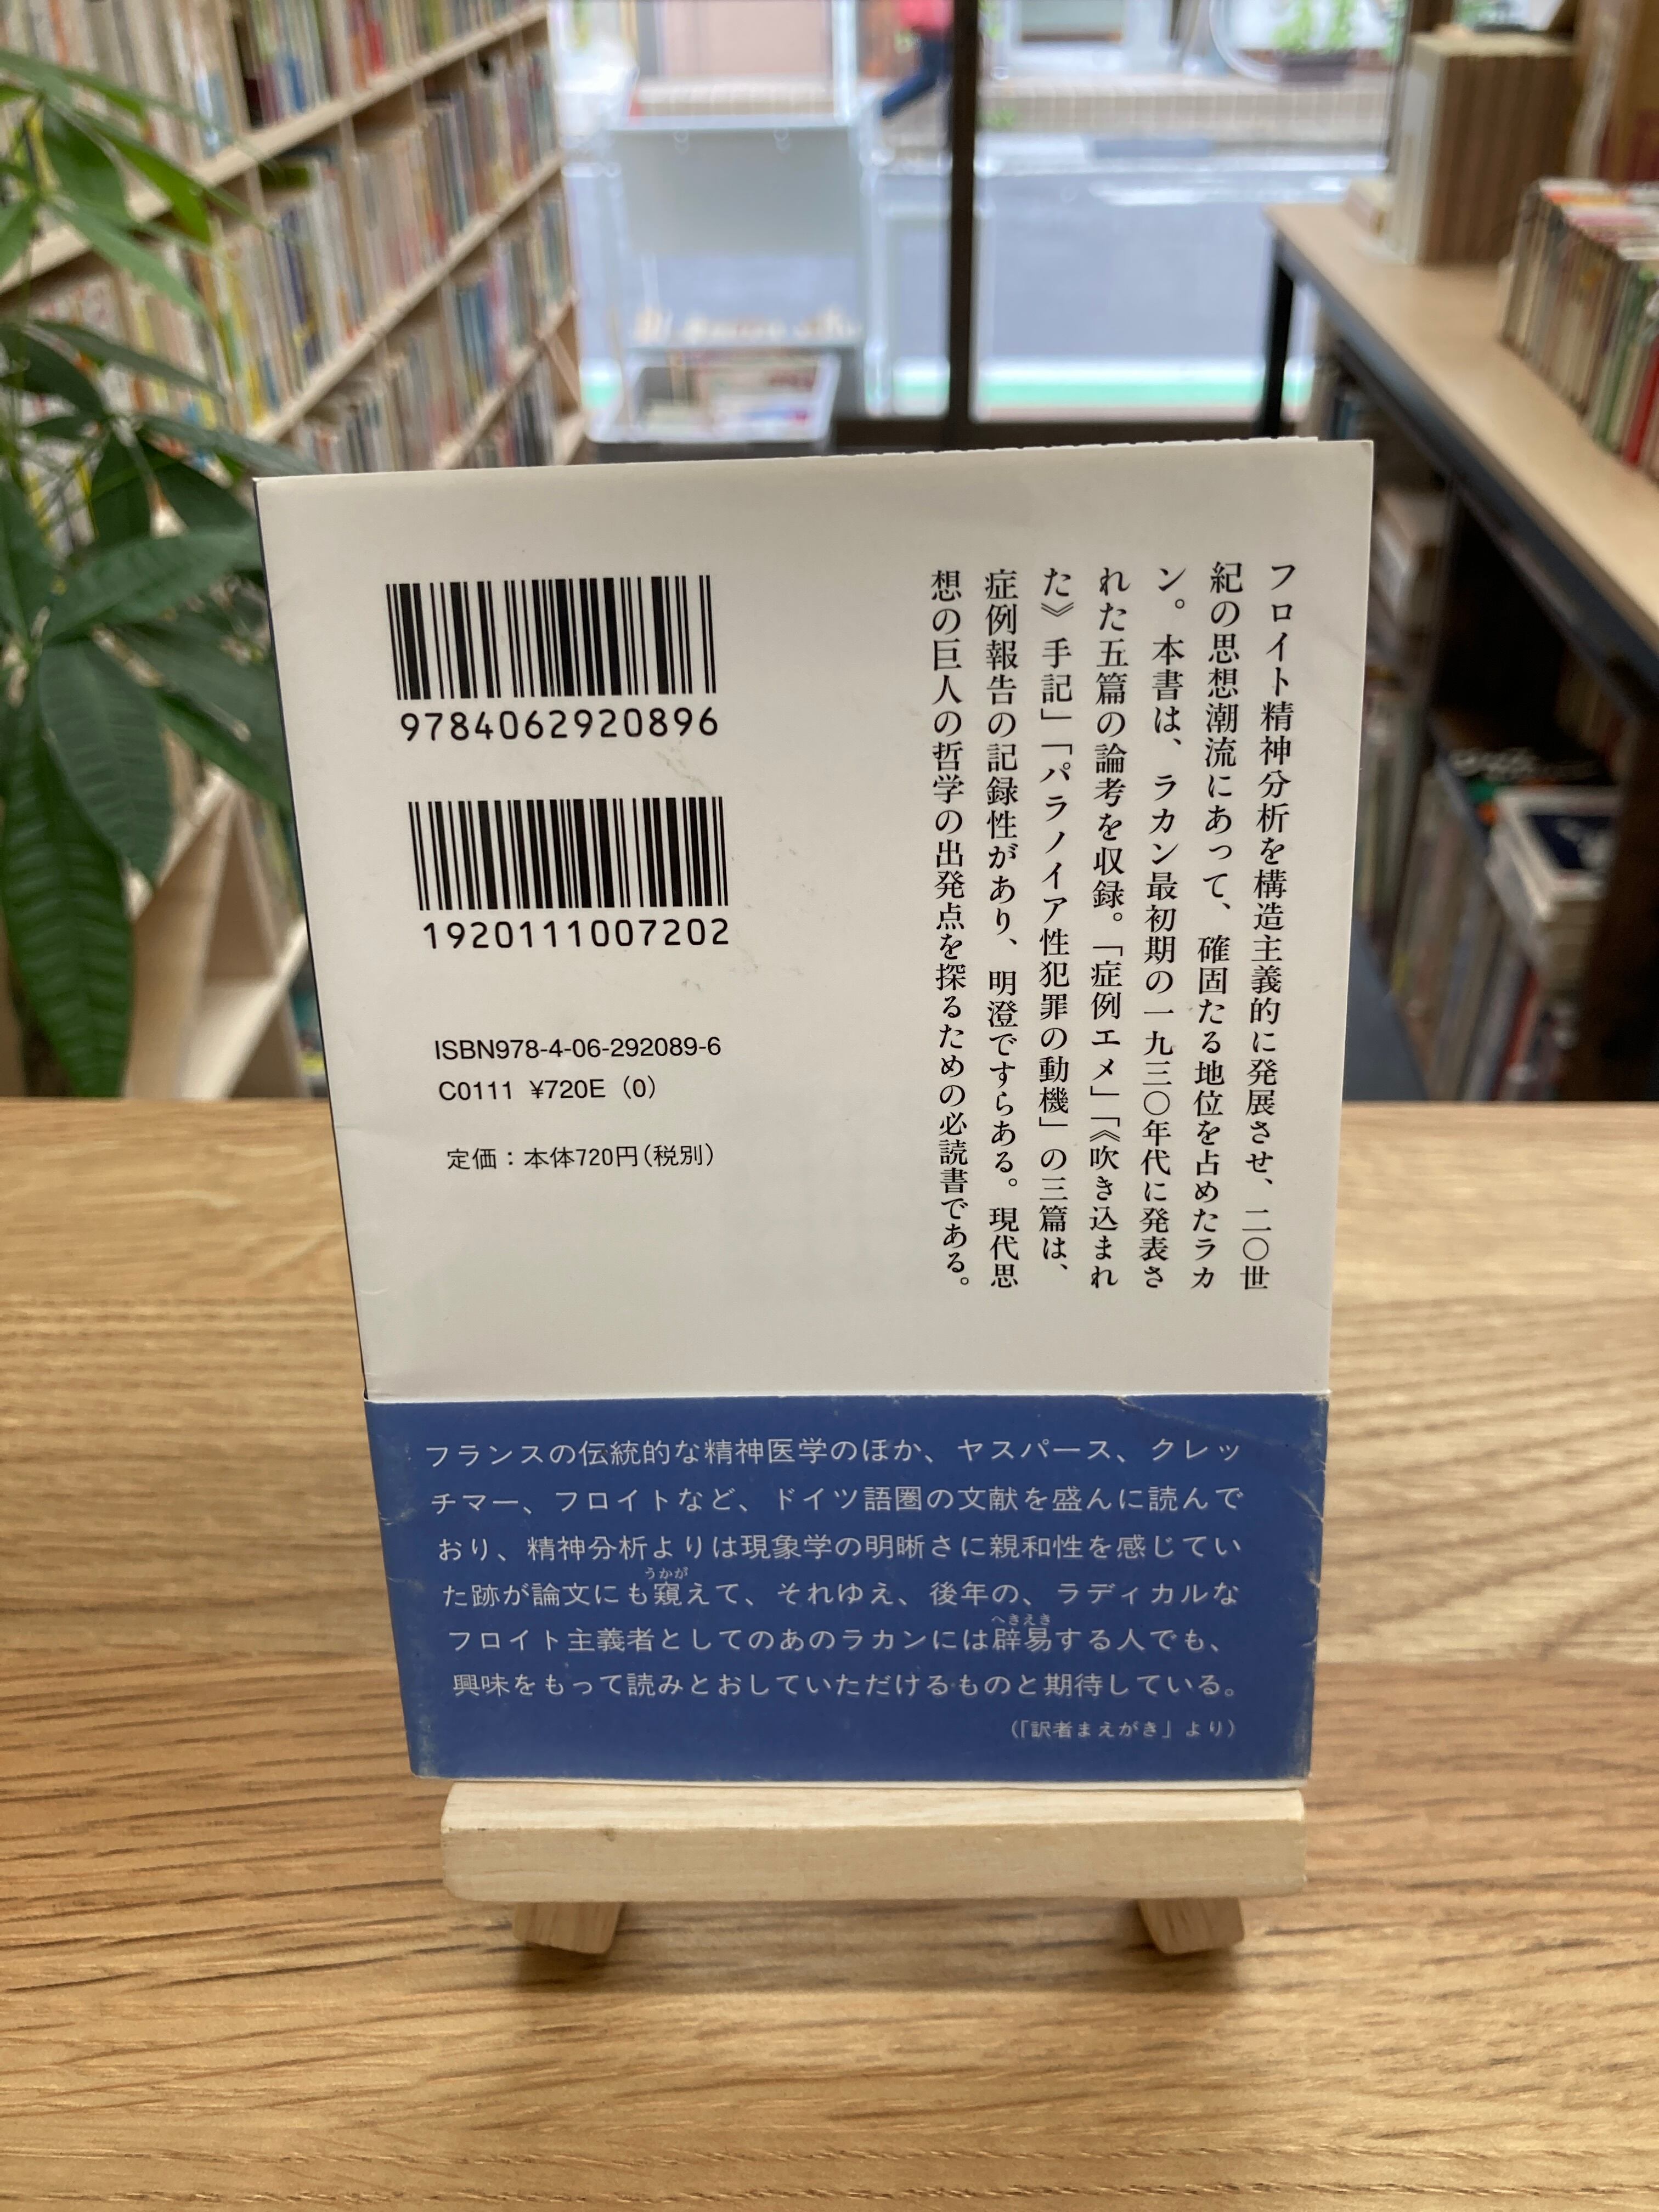 フロイト精神分析を構造主義的に発展させ、二〇世
紀の思想潮流にあって、確固たる地位を占めたラカ
ン。本書は、ラカン最初期の一九三〇年代に発表さ
れた五篇の論考を収録。「症例エメ」「《吹き込まれ
た》手記」「パラノイア性犯罪の動機」の三篇は、
症例報告の記録性があり、明澄ですらある。現代思
想の巨人の哲学の出発点を探るための必読書である。
9784062920896
1920111007202
ISBN978-4-06-292089-6
C0111 ¥720E (0)
定価：本体720円(税別)
フランスの伝統的な精神医学のほか、ヤスパース、クレッ
チマー、フロイトなど、ドイツ語圏の文献を盛んに読んで
おり、精神分析よりは現象学の明晰さに親和性を感じてい
うかが
た跡が論文にも窺えて、それゆえ、後年の、ラディカルな
へきえき
フロイト主義者としてのあのラカンには辟易する人でも、
興味をもって読みとおしていただけるものと期待している。
(「訳者まえがき」より)